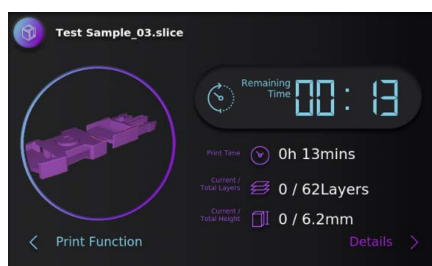 Test Sample_03.slice
Remaining
Time
00:13
Print Time
0h 13mins
Current /
Total Layers
0 / 62Layers
Current /
Total Height
0 / 6.2mm
Print Function
Details